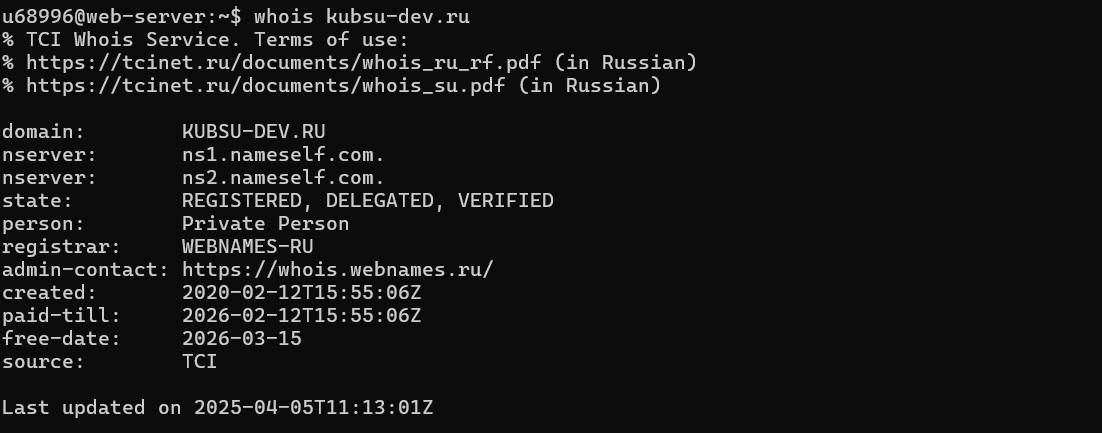 u68996@web-server:~$ whois kubsu-dev.ru
% TCI Whois Service. Terms of use:
% https://tcinet.ru/documents/whois_ru_rf.pdf (in Russian)
% https://tcinet.ru/documents/whois_su.pdf (in Russian)

domain:        KUBSU-DEV.RU
nserver:       ns1.nameself.com.
nserver:       ns2.nameself.com.
state:         REGISTERED, DELEGATED, VERIFIED
person:        Private Person
registrar:     WEBNAMES-RU
admin-contact: https://whois.webnames.ru/
created:       2020-02-12T15:55:06Z
paid-till:     2026-02-12T15:55:06Z
free-date:     2026-03-15
source:        TCI

Last updated on 2025-04-05T11:13:01Z